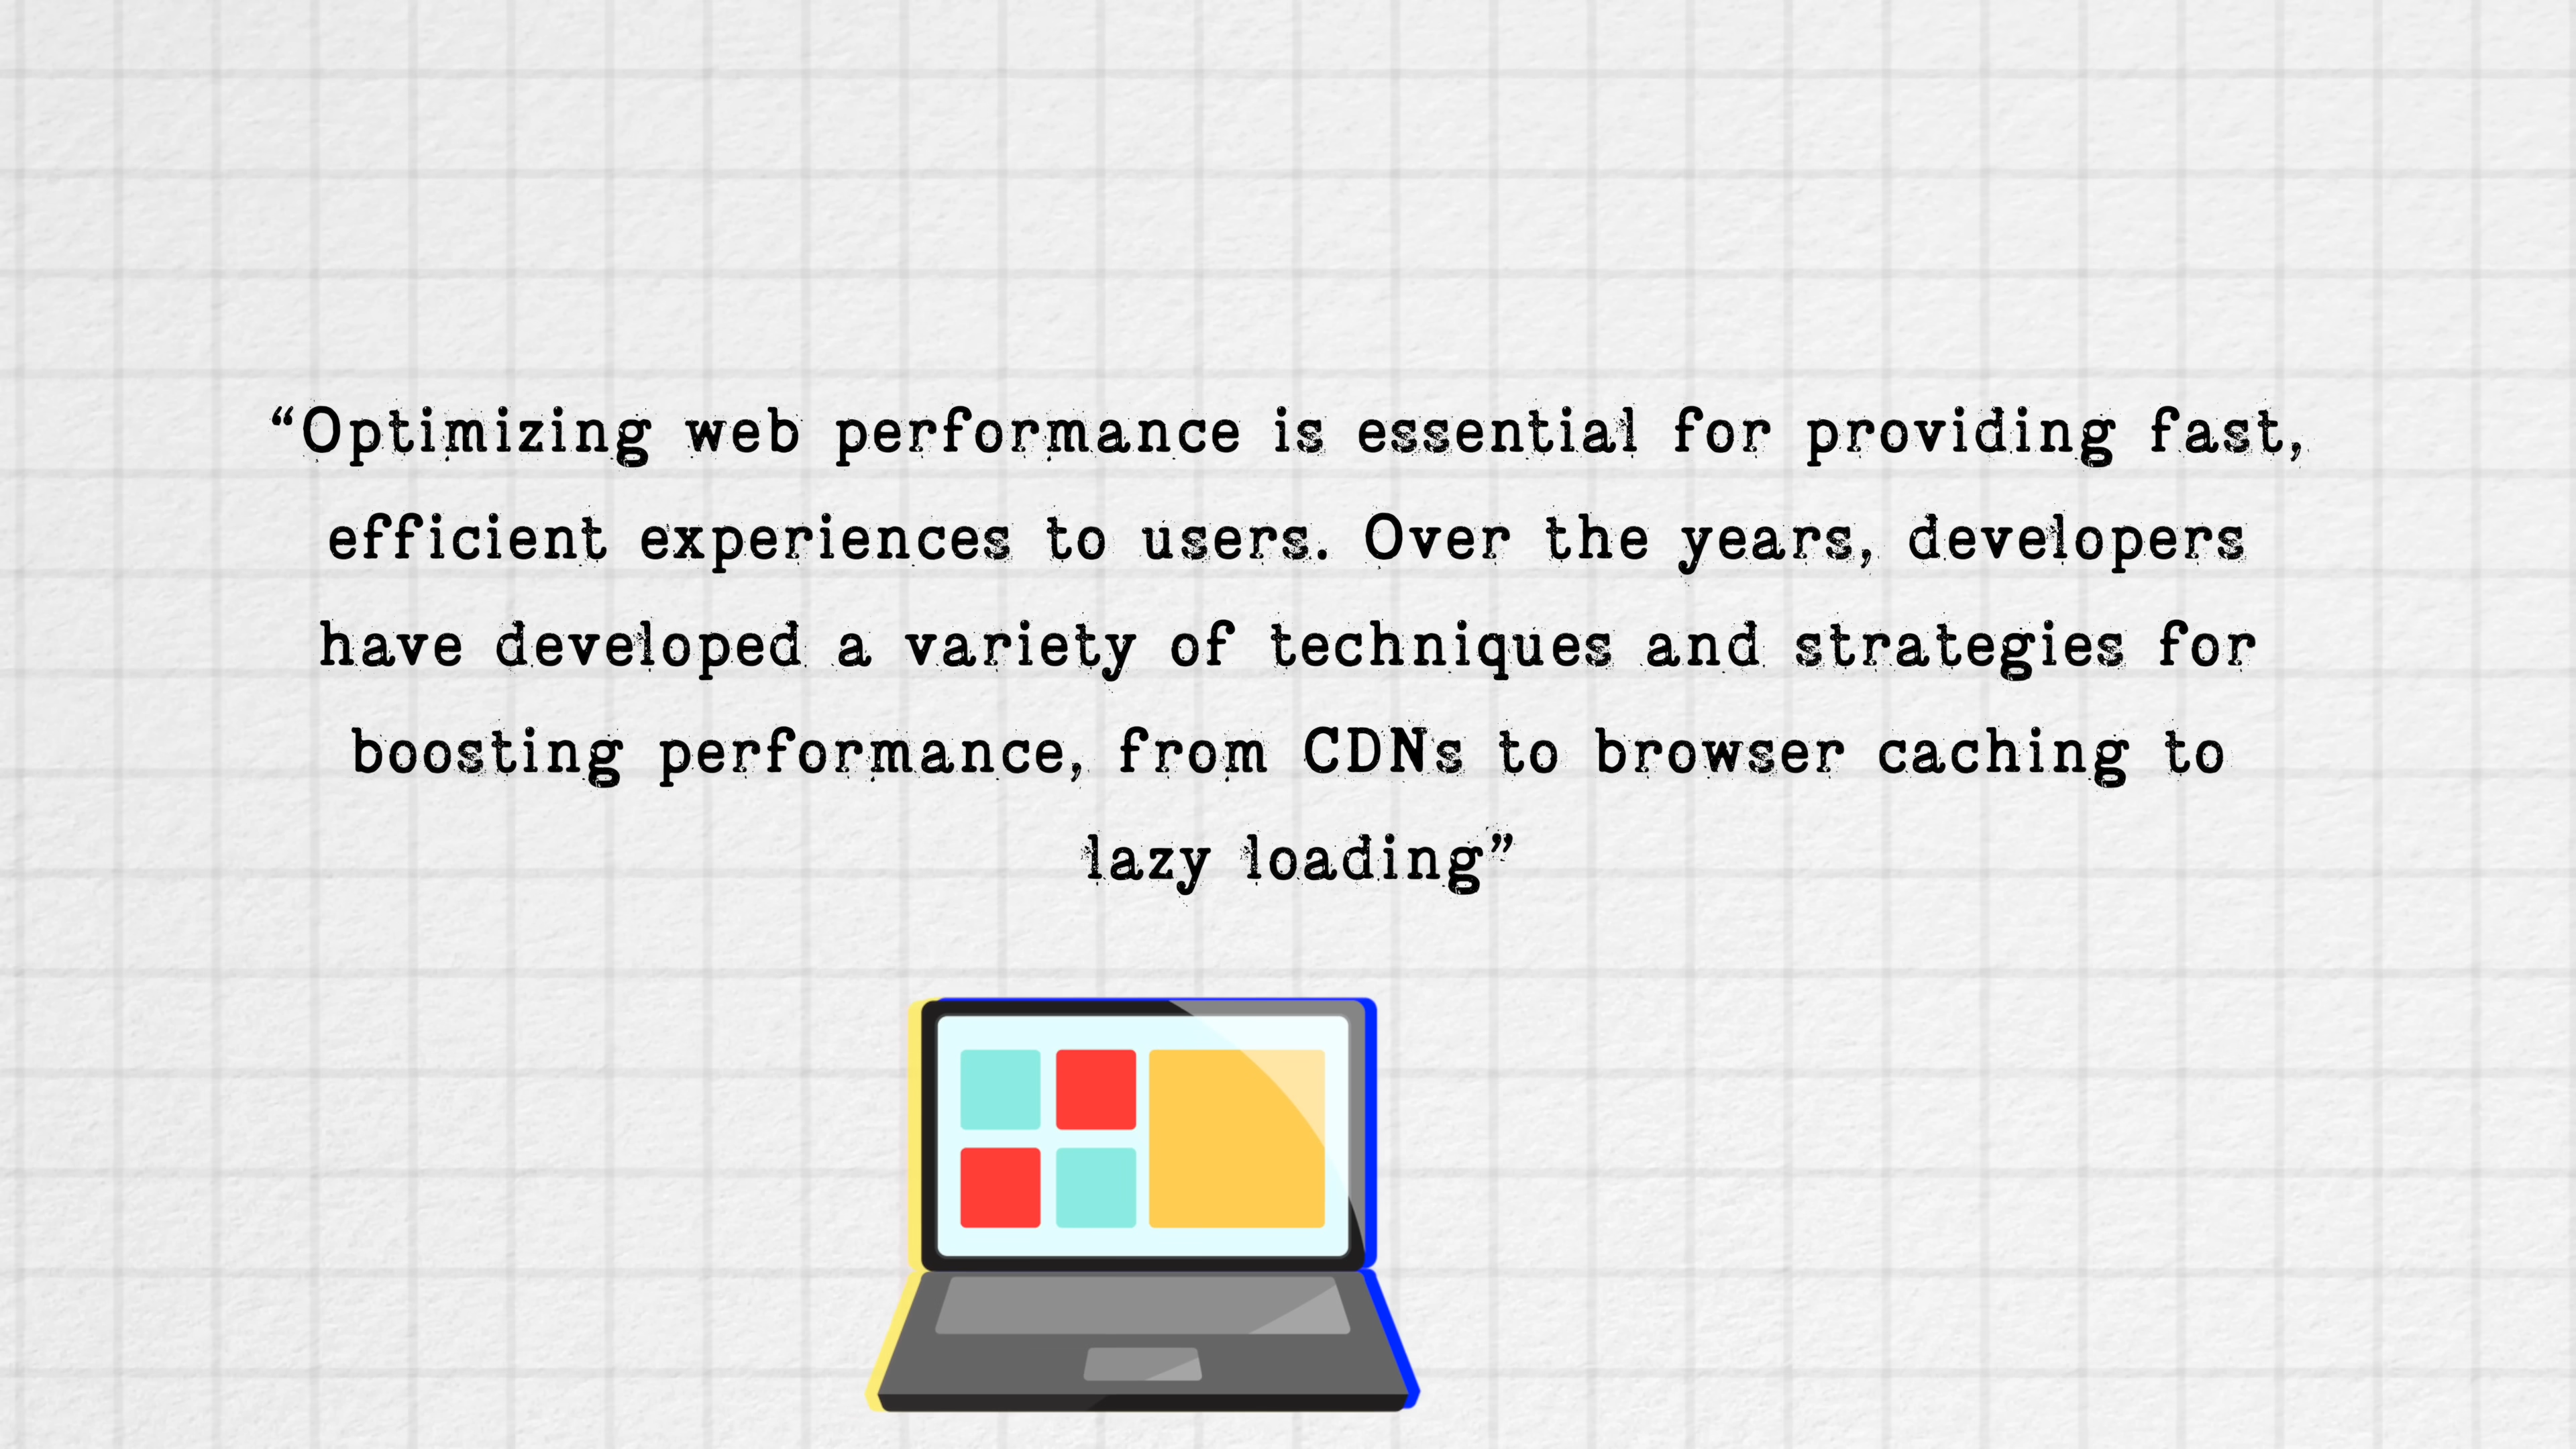 “Optimizing web performance is essential for providing fast,
efficient experiences to users. Over the years, developers
have developed a variety of techniques and strategies for
boosting performance, from CDNs to browser caching to
lazy loading”